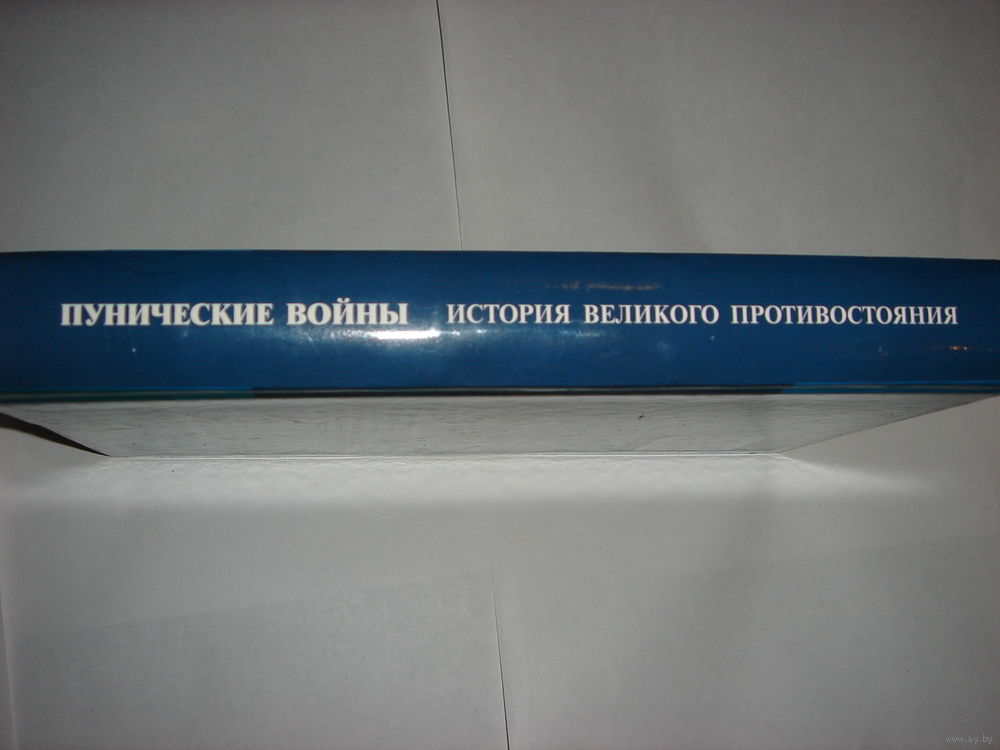 ПУНИЧЕСКИЕ ВОЙНЫ ИСТОРИЯ ВЕЛИКОГО ПРОТИВОСТОЯНИЯ
www.ay.by